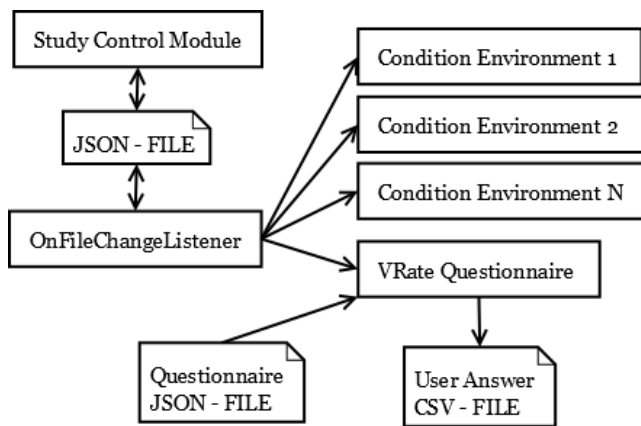 Study Control Module
JSON - FILE
OnFileChangeListener
Condition Environment 1
Condition Environment 2
Condition Environment N
VRate Questionnaire
Questionnaire
JSON - FILE
User Answer
CSV - FILE